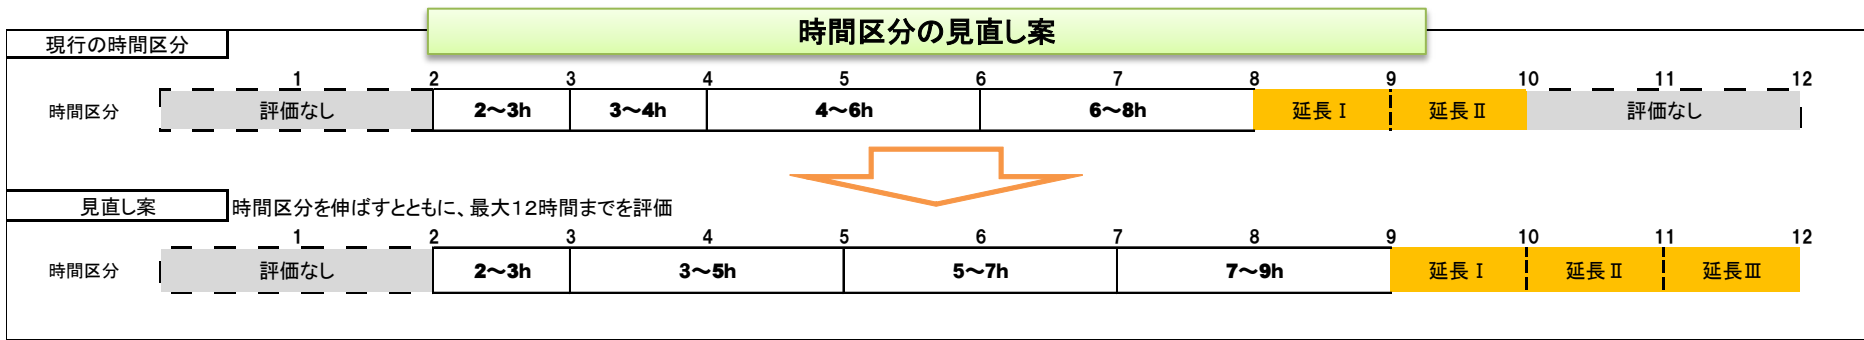 時間区分の見直し案
現行の時間区分
1 2 3 4 5 6 7 8 9 10 11 12
時間区分 評価なし 2～3h 3～4h 4～6h 6～8h 延長Ⅰ 延長Ⅱ 評価なし
見直し案 時間区分を伸ばすとともに、最大12時間までを評価
1 2 3 4 5 6 7 8 9 10 11 12
時間区分 評価なし 2～3h 3～5h 5～7h 7～9h 延長Ⅰ 延長Ⅱ 延長Ⅲ